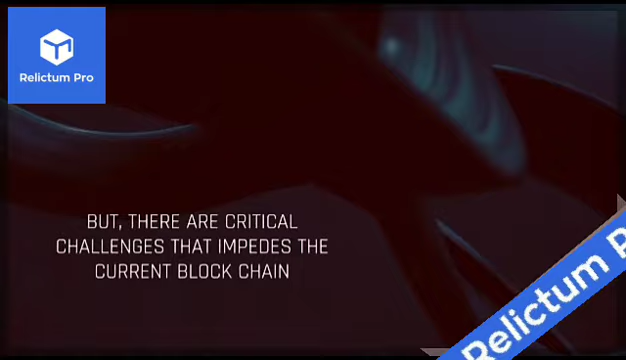 Relictum Pro
BUT, THERE ARE CRITICAL
CHALLENGES THAT IMPEDES THE
CURRENT BLOCK CHAIN
Relictum P